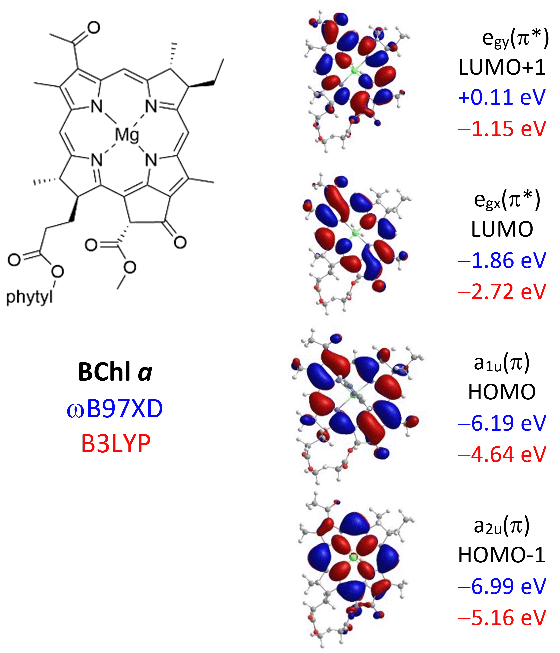 O
N
N
Mg
N
N
O
O
O
O
O
phytyl
BChl a
ωB97XD
B3LYP
egy(π*)
LUMO+1
+0.11 eV
−1.15 eV
egx(π*)
LUMO
−1.86 eV
−2.72 eV
a1u(π)
HOMO
−6.19 eV
−4.64 eV
a2u(π)
HOMO-1
−6.99 eV
−5.16 eV